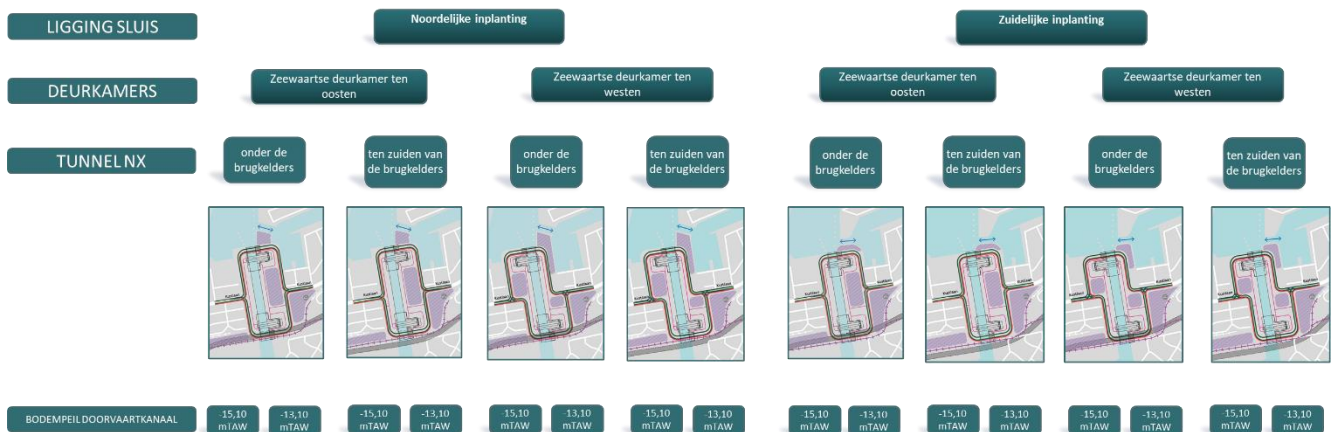 LIGGING SLUIS
Noordelijke inplanting
Zuidelijke inplanting
DEURKAMERS
Zeewaartse deurkamer ten
oosten
Zeewaartse deurkamer ten
westen
Zeewaartse deurkamer ten
oosten
Zeewaartse deurkamer ten
westen
TUNNEL NX
onder de
brugkelders
ten zuiden van
de brugkelders
onder de
brugkelders
ten zuiden van
de brugkelders
onder de
brugkelders
ten zuiden van
de brugkelders
onder de
brugkelders
ten zuiden van
de brugkelders
BODEMPEIL DOORVAARTKANAAL
-15,10
mTAW
-13,10
mTAW
-15,10
mTAW
-13,10
mTAW
-15,10
mTAW
-13,10
mTAW
-15,10
mTAW
-13,10
mTAW
-15,10
mTAW
-13,10
mTAW
-15,10
mTAW
-13,10
mTAW
-15,10
mTAW
-13,10
mTAW
-15,10
mTAW
-13,10
mTAW